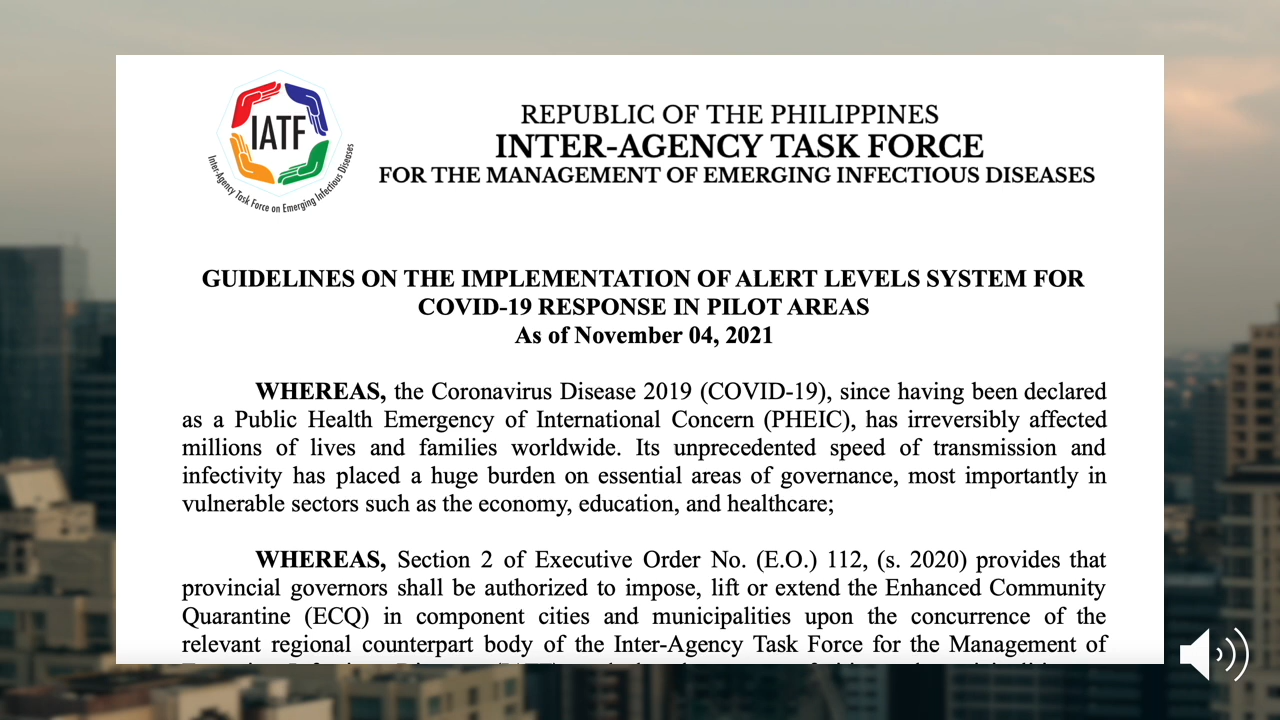 IATF
Inter-Agency Task Force on Emerging Infectious Diseases
REPUBLIC OF THE PHILIPPINES
INTER-AGENCY TASK FORCE
FOR THE MANAGEMENT OF EMERGING INFECTIOUS DISEASES
GUIDELINES ON THE IMPLEMENTATION OF ALERT LEVELS SYSTEM FOR
COVID-19 RESPONSE IN PILOT AREAS
As of November 04, 2021
WHEREAS, the Coronavirus Disease 2019 (COVID-19), since having been declared
as a Public Health Emergency of International Concern (PHEIC), has irreversibly affected
millions of lives and families worldwide. Its unprecedented speed of transmission and
infectivity has placed a huge burden on essential areas of governance, most importantly in
vulnerable sectors such as the economy, education, and healthcare;
WHEREAS, Section 2 of Executive Order No. (E.O.) 112, (s. 2020) provides that
provincial governors shall be authorized to impose, lift or extend the Enhanced Community
Quarantine (ECQ) in component cities and municipalities upon the concurrence of the
relevant regional counterpart body of the Inter-Agency Task Force for the Management of